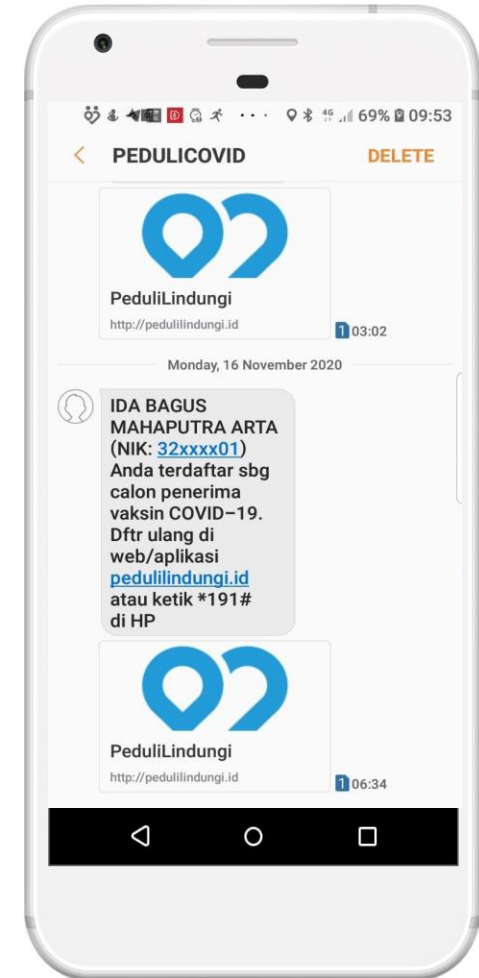 69% 09:53
PEDULICOVID DELETE
PeduliLindungi
http://pedulilindungi.id
1 03:02
Monday, 16 November 2020
IDA BAGUS
MAHAPUTRA ARTA
(NIK: 32xxxx01)
Anda terdaftar sbg
calon penerima
vaksin COVID–19.
Dftr ulang di
web/aplikasi
pedulilindungi.id
atau ketik *191#
di HP
PeduliLindungi
http://pedulilindungi.id
1 06:34